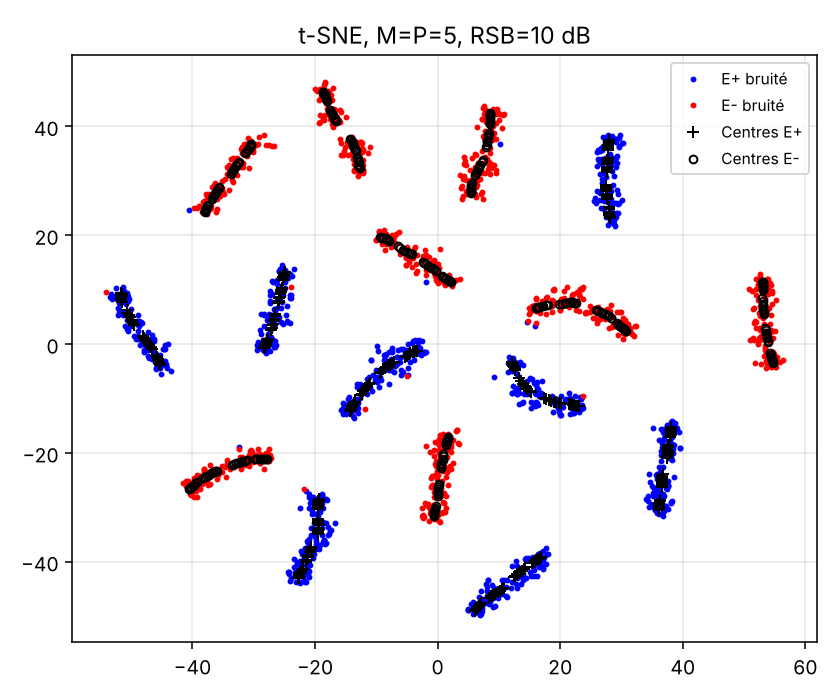 t-SNE, M=P=5, RSB=10 dB
E+ bruité
E- bruité
Centres E+
Centres E-
40
20
0
−20
−40
−40 −20 0 20 40 60